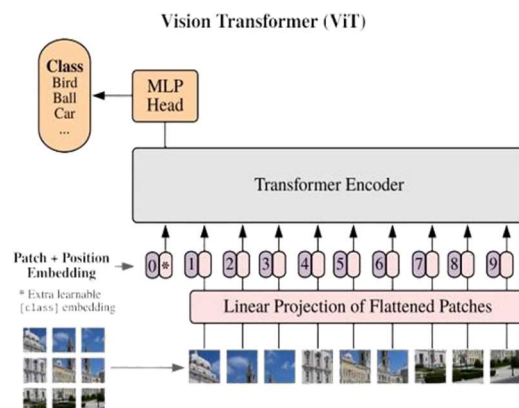 Vision Transformer (ViT)
Class
Bird
Ball
Car
...
MLP
Head
Transformer Encoder
Patch + Position
Embedding
0 * 1 2 3 4 5 6 7 8 9
* Extra learnable
[class] embedding
Linear Projection of Flattened Patches